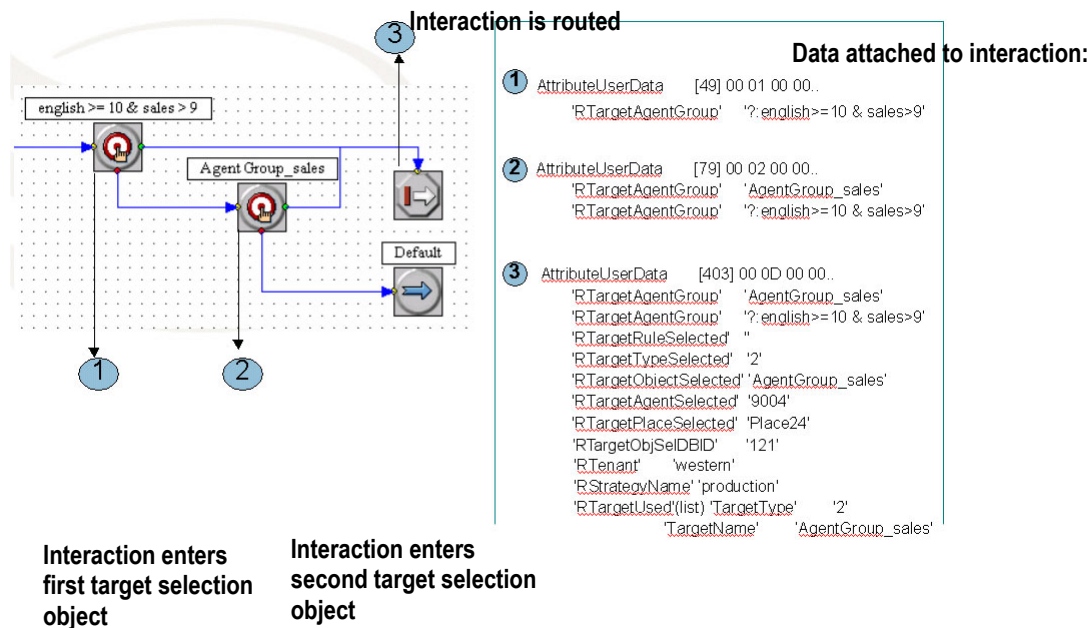 Interaction is routed
3
english >= 10 & sales > 9
Agent Group_sales
Default
1
2
Interaction enters
first target selection
object
Interaction enters
second target selection
object
Data attached to interaction:
1 AttributeUserData [49] 00 01 00 00..
'RTargetAgentGroup' '?:english>=10 & sales>9'
2 AttributeUserData [79] 00 02 00 00..
'RTargetAgentGroup' 'AgentGroup_sales'
'RTargetAgentGroup' '?:english>=10 & sales>9'
3 AttributeUserData [403] 00 0D 00 00..
'RTargetAgentGroup' 'AgentGroup_sales'
'RTargetAgentGroup' '?:english>=10 & sales>9'
'RTargetRuleSelected' ''
'RTargetTypeSelected' '2'
'RTargetObjectSelected' 'AgentGroup_sales'
'RTargetAgentSelected' '9004'
'RTargetPlaceSelected' 'Place24'
'RTargetObjSelDBID' '121'
'RTenant' 'western'
'RStrategyName' 'production'
'RTargetUsed'(list) 'TargetType' '2'
'TargetName' 'AgentGroup_sales'